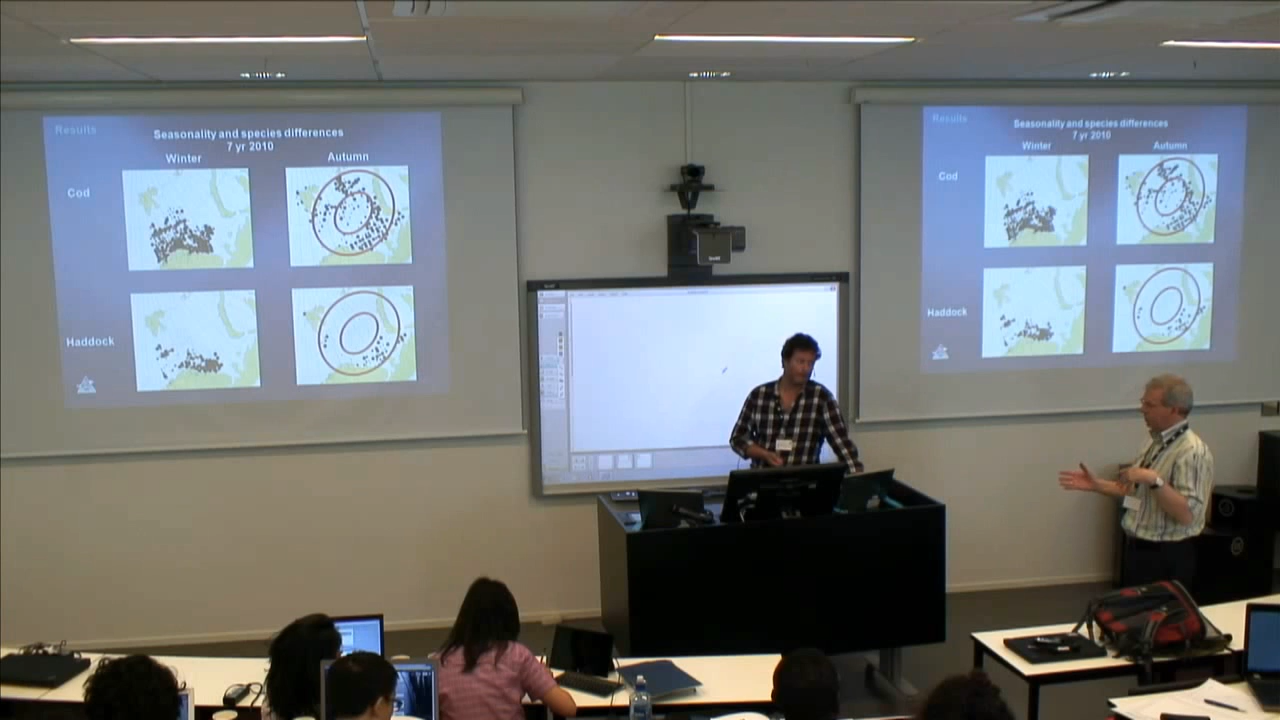 Results
Seasonality and species differences
7 yr 2010
Winter Autumn
Cod
Haddock
Results
Seasonality and species differences
7 yr 2010
Winter Autumn
Cod
Haddock